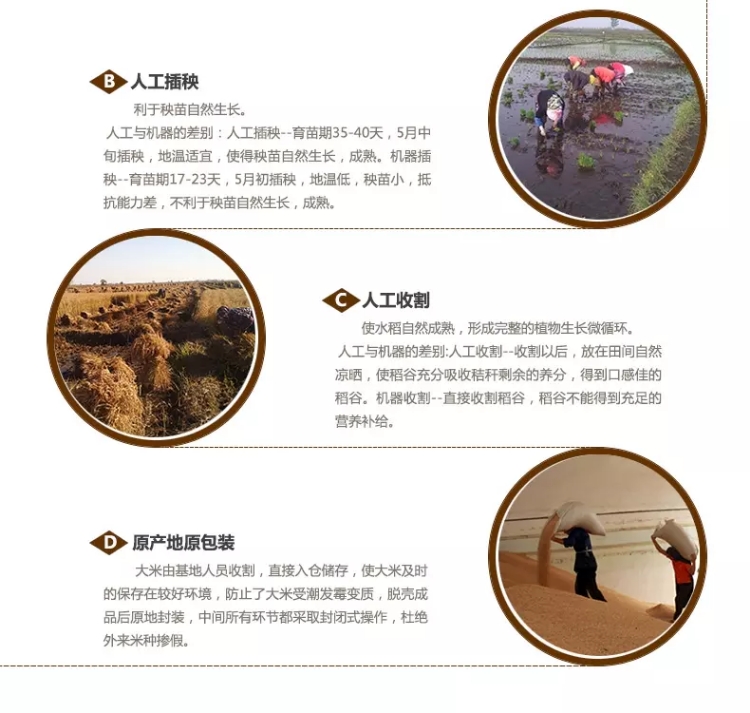 B 人工插秧
利于秧苗自然生长。
人工与机器的差别：人工插秧--育苗期35-40天，5月中
旬插秧，地温适宜，使得秧苗自然生长，成熟。机器插
秧--育苗期17-23天，5月初插秧，地温低，秧苗小，抵
抗能力差，不利于秧苗自然生长，成熟。
C 人工收割
使水稻自然成熟，形成完整的植物生长微循环。
人工与机器的差别:人工收割--收割以后，放在田间自然
凉晒，使稻谷充分吸收秸秆剩余的养分，得到口感佳的
稻谷。机器收割--直接收割稻谷，稻谷不能得到充足的
营养补给。
D 原产地原包装
大米由基地人员收割，直接入仓储存，使大米及时
的保存在较好环境，防止了大米受潮发霉变质，脱壳成
品后原地封装，中间所有环节都采取封闭式操作，杜绝
外来米种掺假。